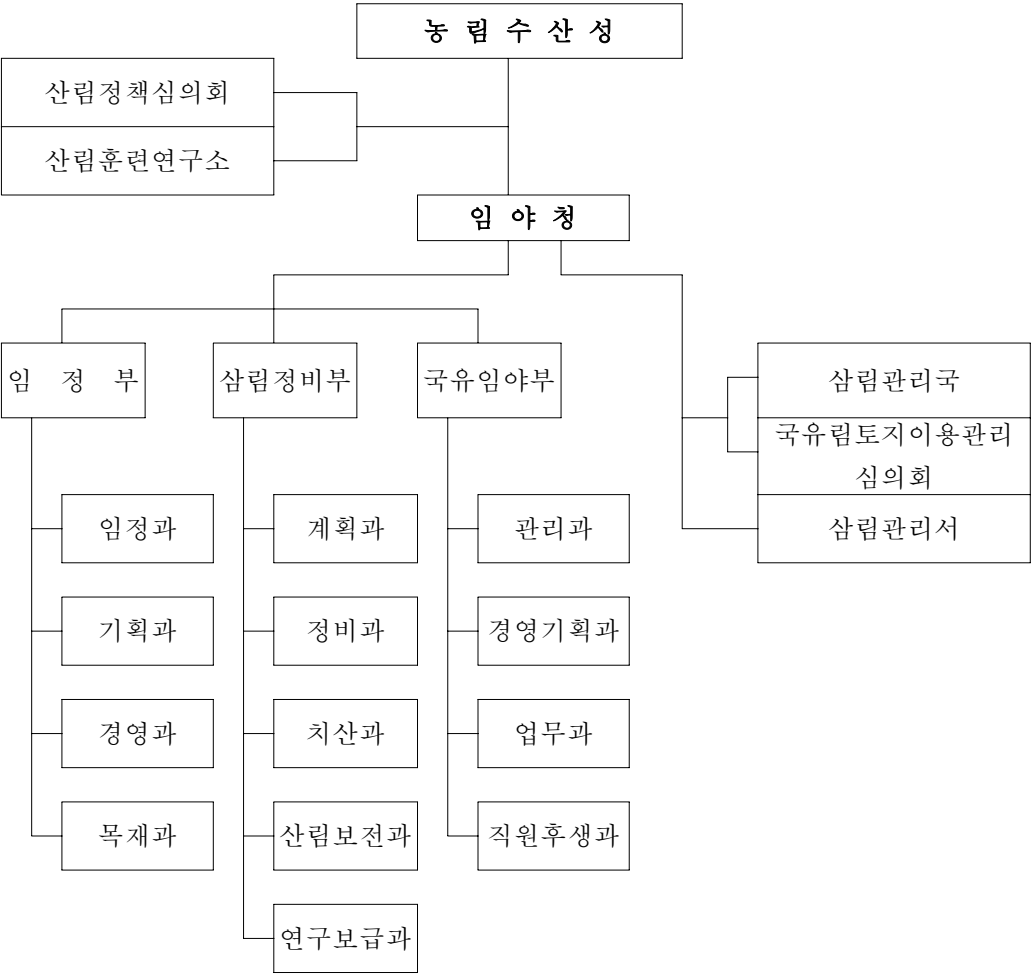 농 림 수 산 성
산림정책심의회
산림훈련연구소
임 야 청
임 정 부
삼림정비부
국유임야부
삼림관리국
국유림토지이용관리
심의회
삼림관리서
임정과
계획과
관리과
기획과
정비과
경영기획과
경영과
치산과
업무과
목재과
산림보전과
직원후생과
연구보급과